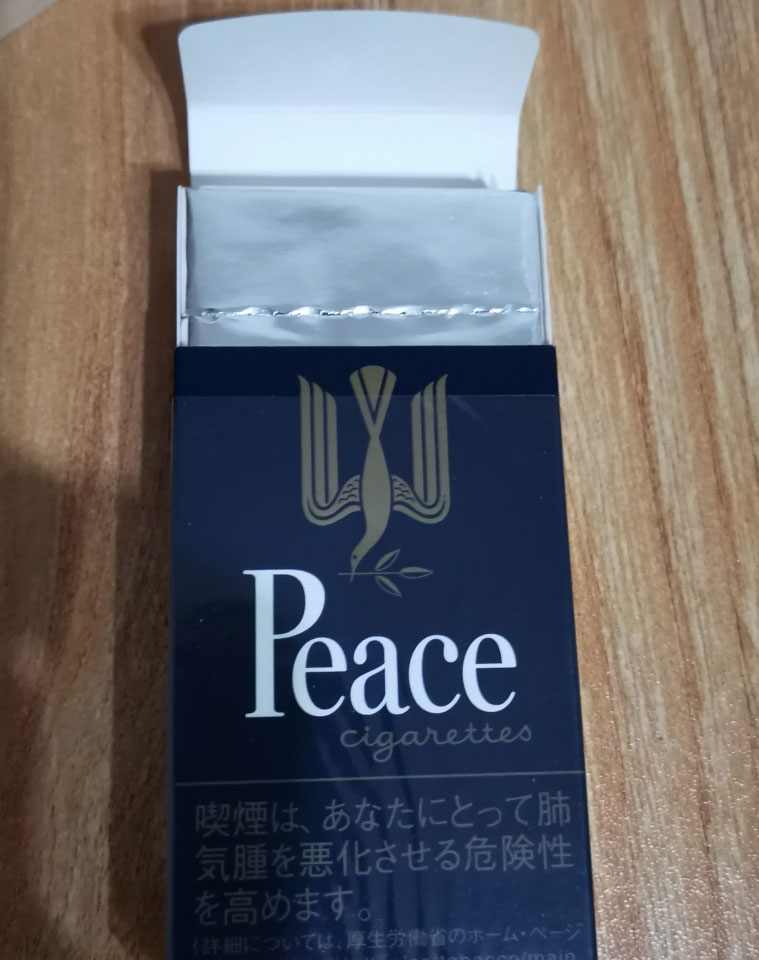 Peace
cigarettes
喫煙は、あなたにとって肺
気腫を悪化させる危険性
を高めます。
(詳細については、厚生労働省のホーム・ページ